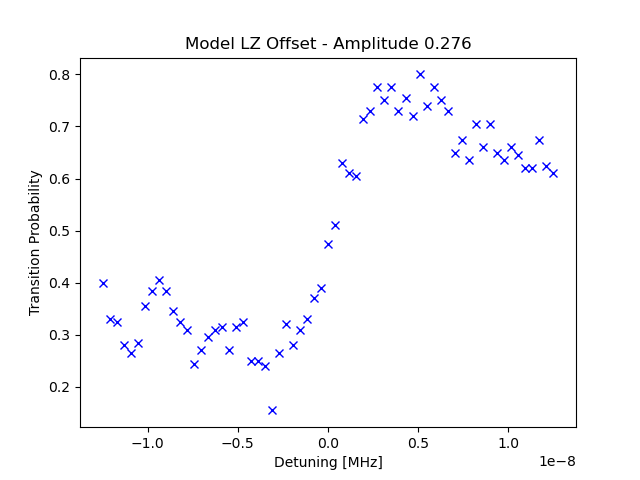 Model LZ Offset - Amplitude 0.276
Transition Probability
0.8
0.7
0.6
0.5
0.4
0.3
0.2
−1.0 −0.5 0.0 0.5 1.0
1e−8
Detuning [MHz]